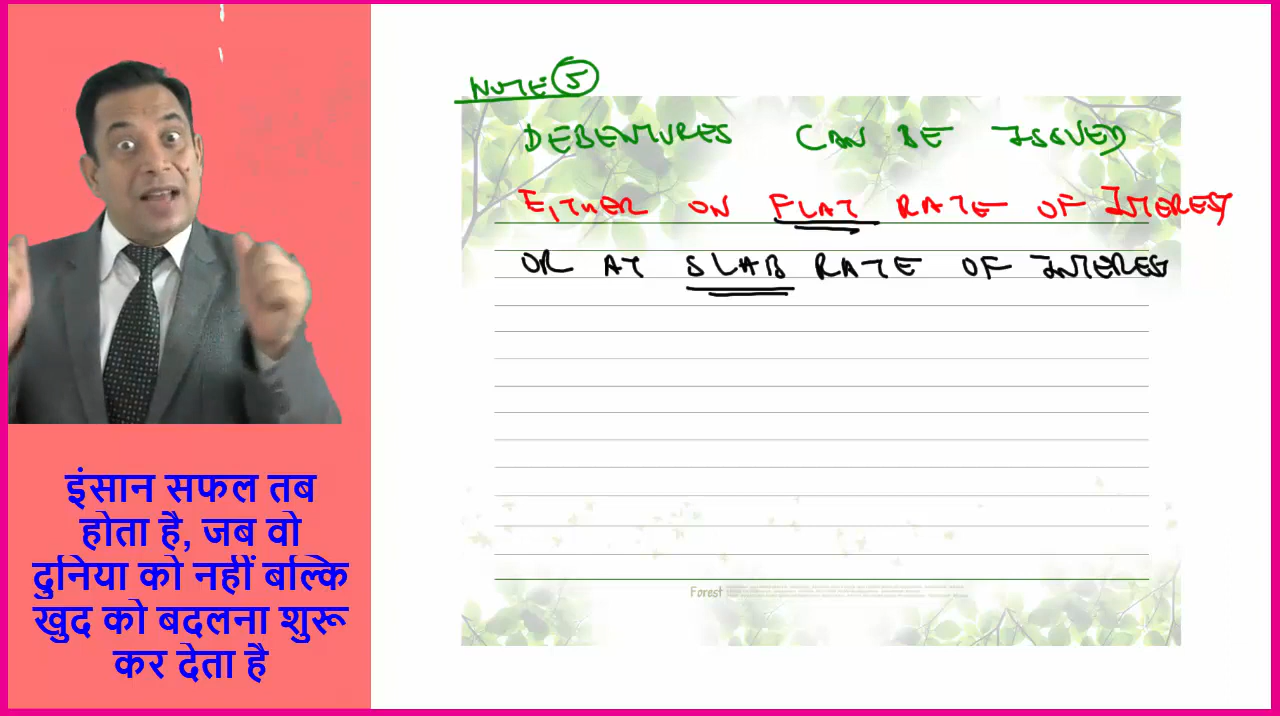 NOTE 5
DEBENTURES CAN BE ISSUED
EITHER ON FLAT RATE OF INTEREST
OR AT SLAB RATE OF INTEREST
Forest
इंसान सफल तब
होता है, जब वो
दुनिया को नहीं बल्कि
खुद को बदलना शुरू
कर देता है